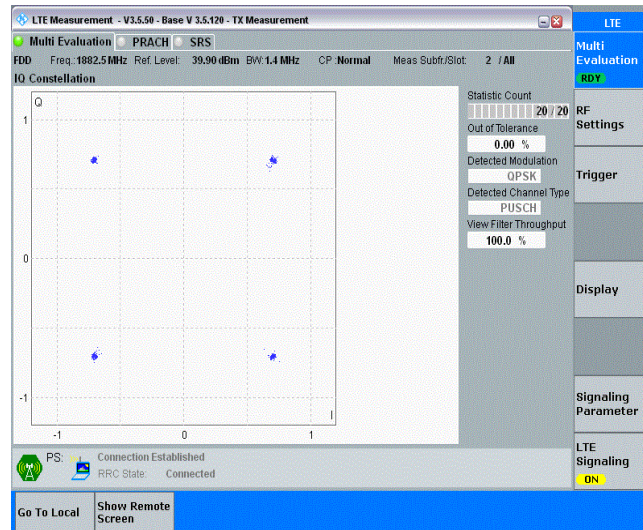 LTE Measurement - V3.5.50 - Base V 3.5.120 - TX Measurement
LTE
Multi Evaluation PRACH SRS
Multi
Evaluation
RDY
FDD Freq.:1882.5 MHz Ref. Level: 39.90 dBm BW:1.4 MHz CP :Normal Meas Subfr./Slot: 2 / All
IQ Constellation
Q
1
0
-1
-1 0 1
I
Statistic Count
20 / 20
Out of Tolerance
0.00 %
Detected Modulation
QPSK
Detected Channel Type
PUSCH
View Filter Throughput
100.0 %
RF
Settings
Trigger
Display
Signaling
Parameter
LTE
Signaling
ON
PS: Connection Established
RRC State: Connected
Go To Local
Show Remote
Screen